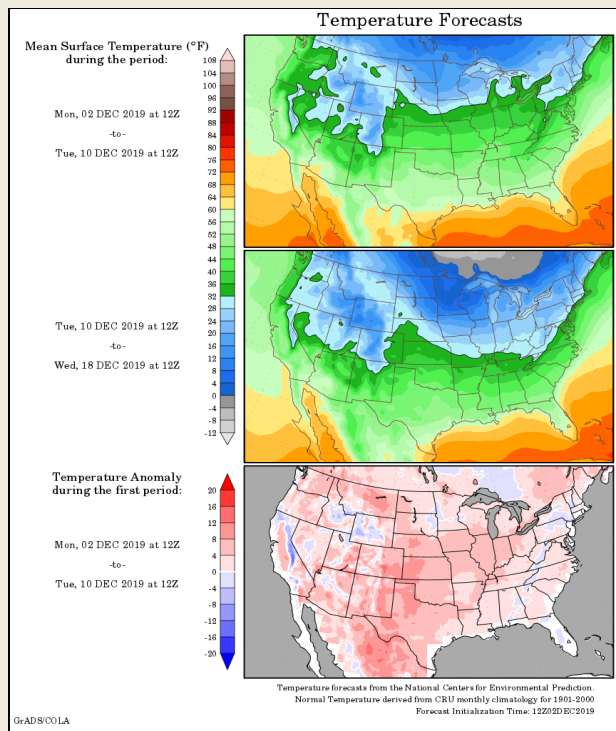 Temperature Forecasts
Mean Surface Temperature (°F)
during the period:
Mon, 02 DEC 2019 at 12Z
-to-
Tue, 10 DEC 2019 at 12Z
108
104
100
96
92
88
84
80
76
72
68
64
60
56
52
48
44
40
36
32
28
24
20
16
12
8
4
0
-4
-8
-12
Tue, 10 DEC 2019 at 12Z
-to-
Wed, 18 DEC 2019 at 12Z
Temperature Anomaly
during the first period:
Mon, 02 DEC 2019 at 12Z
-to-
Tue, 10 DEC 2019 at 12Z
20
16
12
8
4
0
-4
-8
-12
-16
-20
Temperature forecasts from the National Centers for Environmental Prediction.
Normal Temperature derived from CRU monthly climatology for 1901-2000
Forecast Initialization Time: 12Z02DEC2019
GrADS/COLA